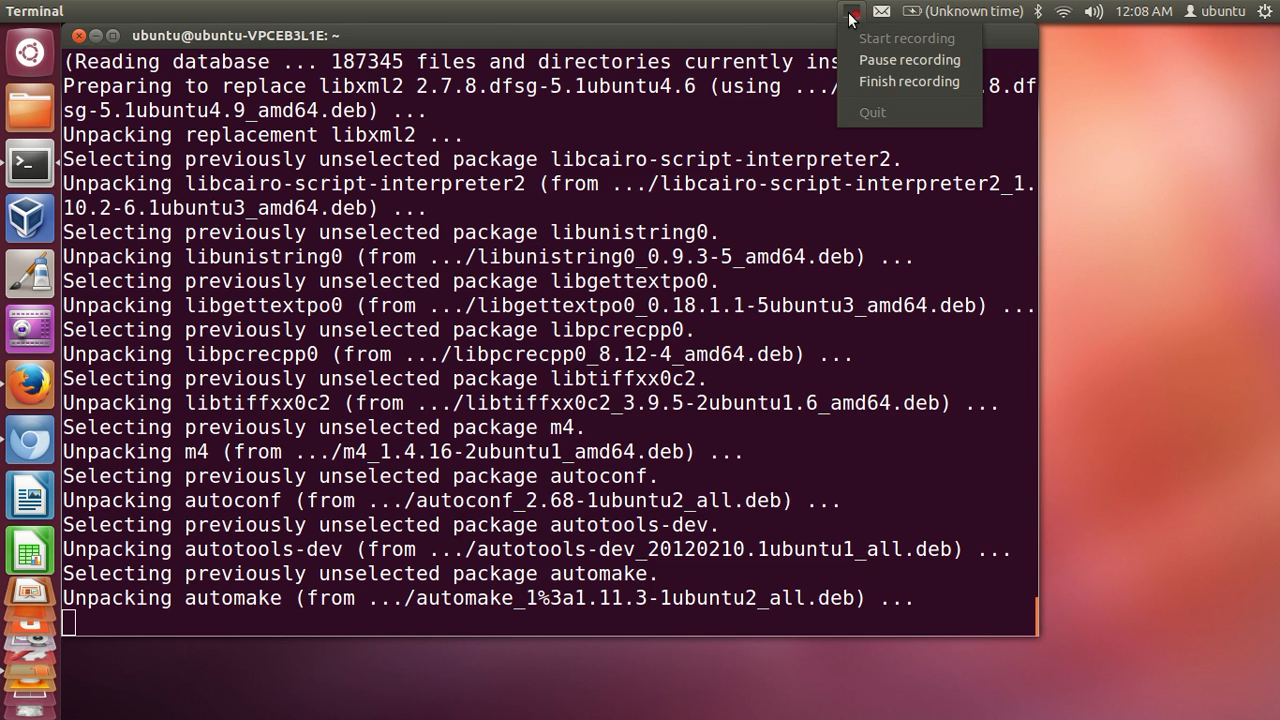 Terminal
(Unknown time)
12:08 AM
ubuntu
ubuntu@ubuntu-VPCEB3L1E: ~
Start recording
Pause recording
Finish recording
Quit
(Reading database ... 187345 files and directories currently ins
Preparing to replace libxml2 2.7.8.dfsg-5.1ubuntu4.6 (using .../ .8.df
sg-5.1ubuntu4.9_amd64.deb) ...
Unpacking replacement libxml2 ...
Selecting previously unselected package libcairo-script-interpreter2.
Unpacking libcairo-script-interpreter2 (from .../libcairo-script-interpreter2_1.
10.2-6.1ubuntu3_amd64.deb) ...
Selecting previously unselected package libunistring0.
Unpacking libunistring0 (from .../libunistring0_0.9.3-5_amd64.deb) ...
Selecting previously unselected package libgettextpo0.
Unpacking libgettextpo0 (from .../libgettextpo0_0.18.1.1-5ubuntu3_amd64.deb) ...
Selecting previously unselected package libpcrecpp0.
Unpacking libpcrecpp0 (from .../libpcrecpp0_8.12-4_amd64.deb) ...
Selecting previously unselected package libtiffxx0c2.
Unpacking libtiffxx0c2 (from .../libtiffxx0c2_3.9.5-2ubuntu1.6_amd64.deb) ...
Selecting previously unselected package m4.
Unpacking m4 (from .../m4_1.4.16-2ubuntu1_amd64.deb) ...
Selecting previously unselected package autoconf.
Unpacking autoconf (from .../autoconf_2.68-1ubuntu2_all.deb) ...
Selecting previously unselected package autotools-dev.
Unpacking autotools-dev (from .../autotools-dev_20120210.1ubuntu1_all.deb) ...
Selecting previously unselected package automake.
Unpacking automake (from .../automake_1%3a1.11.3-1ubuntu2_all.deb) ...